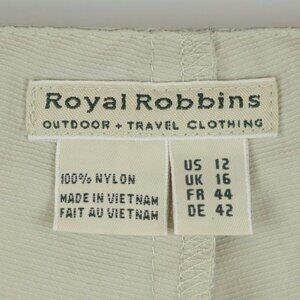 Royal Robbins
OUTDOOR + TRAVEL CLOTHING
100% NYLON
MADE IN VIETNAM
FAIT AU VIETNAM
US 12
UK 16
FR 44
DE 42